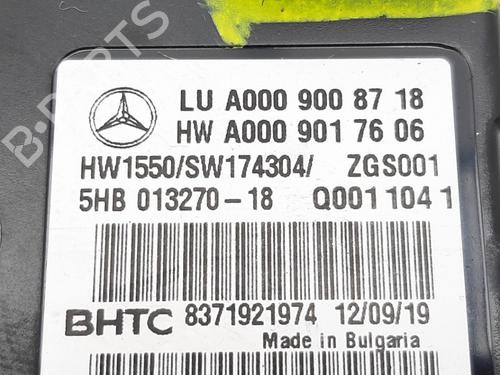 LU A000 900 87 18
HW A000 901 76 06
HW1550/SW174304/ ZGS001
5HB 013270-18 Q001 104 1
BHTC 8371921974 12/09/19
Made in Bulgaria
B-PARTS